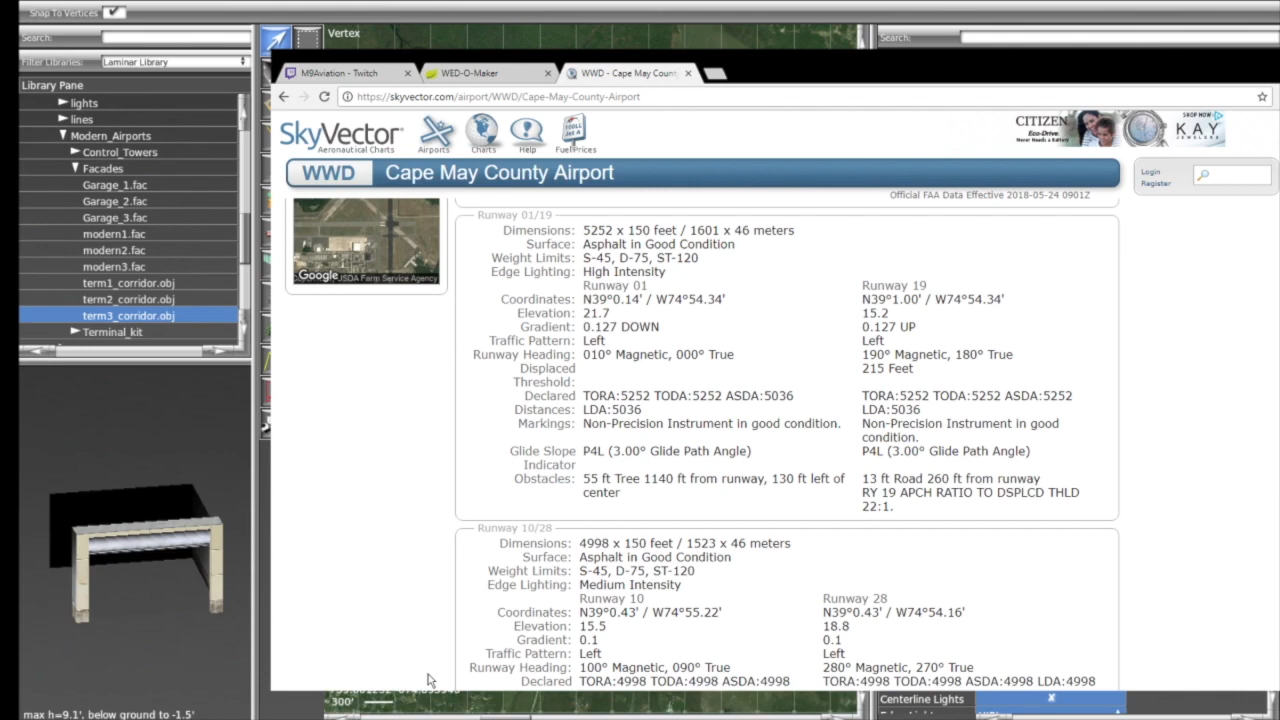 Snap To Vertices
Search:
Filter Libraries: Laminar Library
Library Pane
lights
lines
Modern_Airports
Control_Towers
Facades
Garage_1.fac
Garage_2.fac
Garage_3.fac
modern1.fac
modern2.fac
modern3.fac
term1_corridor.obj
term2_corridor.obj
term3_corridor.obj
Terminal_kit
max h=9.1', below ground to -1.5'
Vertex
Search:
M9Aviation - Twitch
WED-O-Maker
WWD - Cape May Count
https://skyvector.com/airport/WWD/Cape-May-County-Airport
SkyVector
Aeronautical Charts
Airports
Charts
Help
100LL Jet A
Fuel Prices
CITIZEN
Eco-Drive
Never Needs a Battery
SHOP NOW
KAY
JEWELERS
WWD Cape May County Airport
Login
Register
Official FAA Data Effective 2018-05-24 0901Z
Google USDA Farm Service Agency
Runway 01/19
Dimensions: 5252 x 150 feet / 1601 x 46 meters
Surface: Asphalt in Good Condition
Weight Limits: S-45, D-75, ST-120
Edge Lighting: High Intensity
Runway 01 Runway 19
Coordinates: N39°0.14' / W74°54.34' N39°1.00' / W74°54.34'
Elevation: 21.7 15.2
Gradient: 0.127 DOWN 0.127 UP
Traffic Pattern: Left Left
Runway Heading: 010° Magnetic, 000° True 190° Magnetic, 180° True
Displaced 215 Feet
Threshold:
Declared TORA:5252 TODA:5252 ASDA:5036 TORA:5252 TODA:5252 ASDA:5252
Distances: LDA:5036 LDA:5036
Markings: Non-Precision Instrument in good condition. Non-Precision Instrument in good
condition.
Glide Slope P4L (3.00° Glide Path Angle) P4L (3.00° Glide Path Angle)
Indicator
Obstacles: 55 ft Tree 1140 ft from runway, 130 ft left of 13 ft Road 260 ft from runway
center RY 19 APCH RATIO TO DSPLCD THLD
22:1.
Runway 10/28
Dimensions: 4998 x 150 feet / 1523 x 46 meters
Surface: Asphalt in Good Condition
Weight Limits: S-45, D-75, ST-120
Edge Lighting: Medium Intensity
Runway 10 Runway 28
Coordinates: N39°0.43' / W74°55.22' N39°0.43' / W74°54.16'
Elevation: 15.5 18.8
Gradient: 0.1 0.1
Traffic Pattern: Left Left
Runway Heading: 100° Magnetic, 090° True 280° Magnetic, 270° True
Declared TORA:4998 TODA:4998 ASDA:4998 TORA:4998 TODA:4998 ASDA:4998 LDA:4998
300'
Centerline Lights